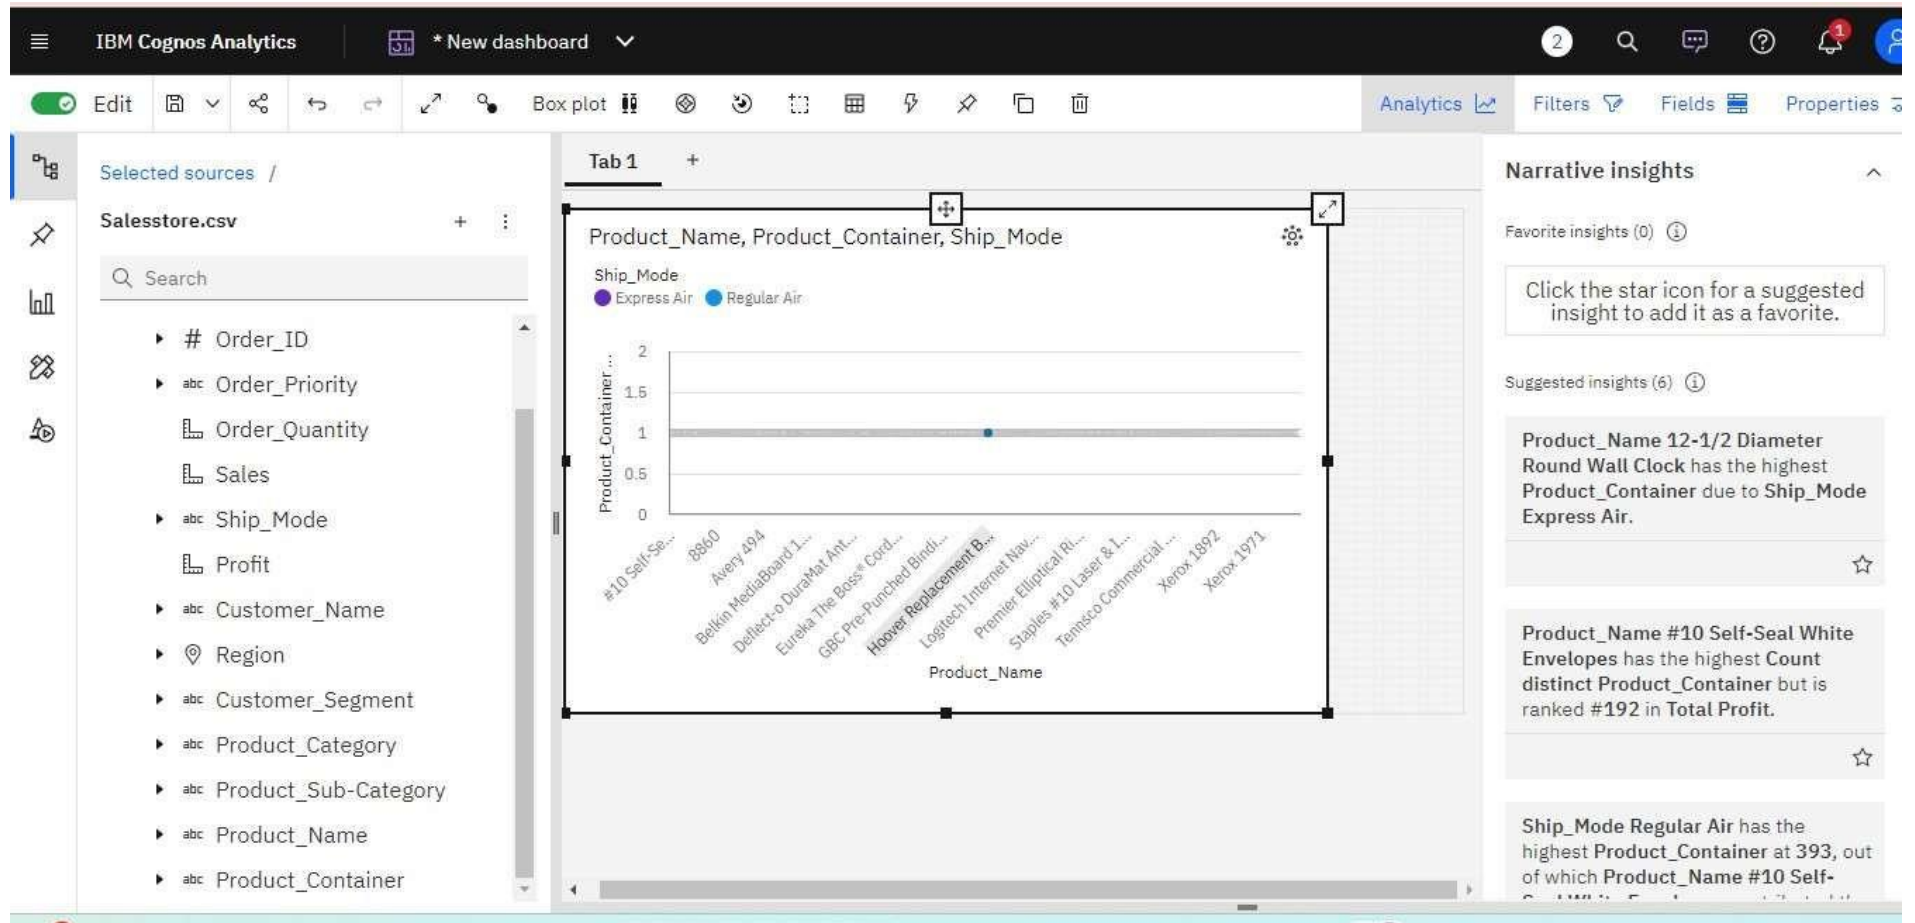 IBM Cognos Analytics
* New dashboard
2
1
Edit
Box plot
Analytics
Filters
Fields
Properties
Selected sources /
Salesstore.csv
Search
# Order_ID
abc Order_Priority
Order_Quantity
Sales
abc Ship_Mode
Profit
abc Customer_Name
Region
abc Customer_Segment
abc Product_Category
abc Product_Sub-Category
abc Product_Name
abc Product_Container
Tab 1
Product_Name, Product_Container, Ship_Mode
Ship_Mode
Express Air
Regular Air
Product_Container ...
2
1.5
1
0.5
0
#10 Self-Se...
8860
Avery 494
Belkin MediaBoard 1...
Deflect-o DuraMat Ant...
Eureka The Boss® Cord...
GBC Pre-Punched Bindi...
Hoover Replacement B...
Logitech Internet Nav...
Premier Elliptical Ri...
Staples #10 Laser & I...
Tennsco Commercial ...
Xerox 1892
Xerox 1971
Product_Name
Narrative insights
Favorite insights (0)
Click the star icon for a suggested
insight to add it as a favorite.
Suggested insights (6)
Product_Name 12-1/2 Diameter
Round Wall Clock has the highest
Product_Container due to Ship_Mode
Express Air.
Product_Name #10 Self-Seal White
Envelopes has the highest Count
distinct Product_Container but is
ranked #192 in Total Profit.
Ship_Mode Regular Air has the
highest Product_Container at 393, out
of which Product_Name #10 Self-